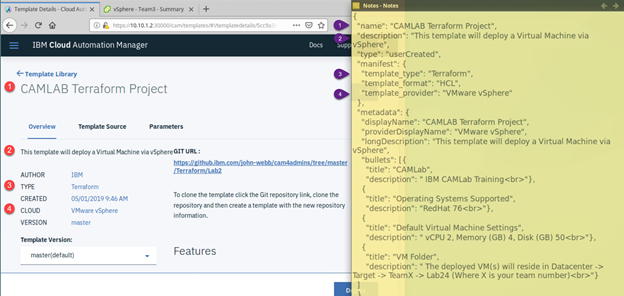 Template Details - Cloud Auto
vSphere - Team3 - Summary
https://10.10.1.2:30000/cam/templates/#!/templatedetails/5cc9a
IBM Cloud Automation Manager
Docs
Supp
Template Library
1
CAMLAB Terraform Project
Overview
Template Source
Parameters
2
This template will deploy a Virtual Machine via vSphere
AUTHOR
IBM
3
TYPE
Terraform
CREATED
05/01/2019 9:46 AM
4
CLOUD
VMware vSphere
VERSION
master
Template Version:
master(default)
GIT URL :
https://github.ibm.com/john-webb/cam4admins/tree/master
/Terraform/Lab2
To clone the template click the Git repository link, clone the
repository and then create a template with the new repository
information.
Features
Notes - Notes
{
1
"name": "CAMLAB Terraform Project",
2
"description": "This template will deploy a Virtual Machine via
vSphere",
"type": "userCreated",
"manifest": {
3
"template_type": "Terraform",
"template_format": "HCL",
4
"template_provider": "VMware vSphere"
},
"metadata": {
"displayName": "CAMLAB Terraform Project",
"providerDisplayName": "VMware vSphere",
"longDescription": "This template will deploy a Virtual Machine via
vSphere",
"bullets": [{
"title": "CAMLab",
"description": " IBM CAMLab Training<br>"},
{
"title": "Operating Systems Supported",
"description": "RedHat 76<br>"},
{
"title": "Default Virtual Machine Settings",
"description": " vCPU 2, Memory (GB) 4, Disk (GB) 50<br>"},
{
"title": "VM Folder",
"description": " The deployed VM(s) will reside in Datacenter ->
Target -> TeamX -> Lab24 (Where X is your team number)<br>"}
]